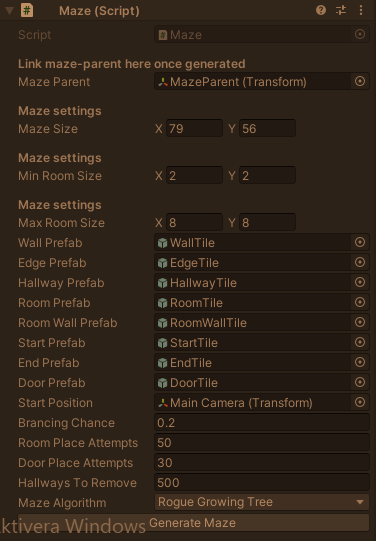 Maze (Script)
Script Maze
Link maze-parent here once generated
Maze Parent MazeParent (Transform)
Maze settings
Maze Size X 79 Y 56
Maze settings
Min Room Size X 2 Y 2
Maze settings
Max Room Size X 8 Y 8
Wall Prefab WallTile
Edge Prefab EdgeTile
Hallway Prefab HallwayTile
Room Prefab RoomTile
Room Wall Prefab RoomWallTile
Start Prefab StartTile
End Prefab EndTile
Door Prefab DoorTile
Start Position Main Camera (Transform)
Brancing Chance 0.2
Room Place Attempts 50
Door Place Attempts 30
Hallways To Remove 500
Maze Algorithm Rogue Growing Tree
Generate Maze
ktivera Windows